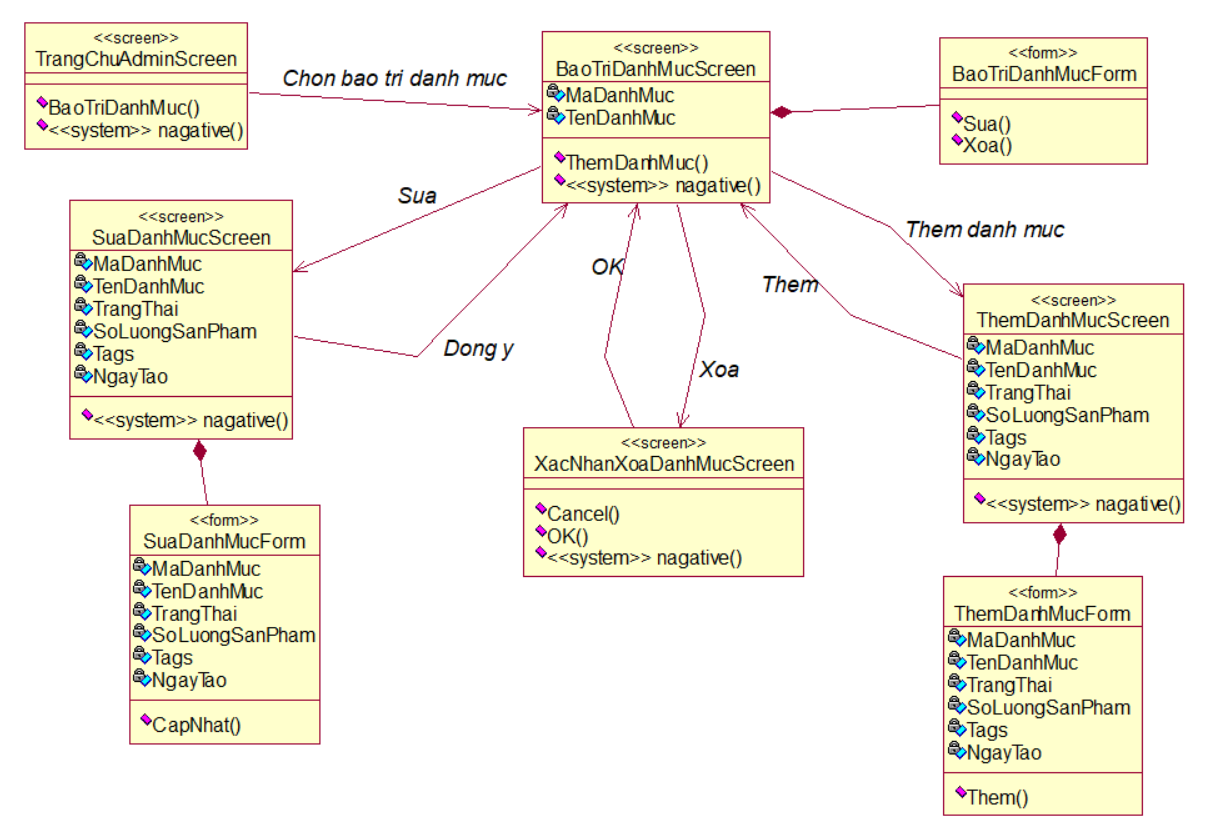 <<screen>>
TrangChuAdminScreen
BaoTriDanhMuc()
<<system>> nagative()
Chon bao tri danh muc
<<screen>>
BaoTriDanhMucScreen
MaDanhMuc
TenDanhMuc
ThemDanhMuc()
<<system>> nagative()
<<form>>
BaoTriDanhMucForm
Sua()
Xoa()
Sua
<<screen>>
SuaDanhMucScreen
MaDanhMuc
TenDanhMuc
TrangThai
SoLuongSanPham
Tags
NgayTao
<<system>> nagative()
Dong y
OK
Xoa
Them
Them danh muc
<<screen>>
ThemDanhMucScreen
MaDanhMuc
TenDanhMuc
TrangThai
SoLuongSanPham
Tags
NgayTao
<<system>> nagative()
<<screen>>
XacNhanXoaDanhMucScreen
Cancel()
OK()
<<system>> nagative()
<<form>>
SuaDanhMucForm
MaDanhMuc
TenDanhMuc
TrangThai
SoLuongSanPham
Tags
NgayTao
CapNhat()
<<form>>
ThemDanhMucForm
MaDanhMuc
TenDanhMuc
TrangThai
SoLuongSanPham
Tags
NgayTao
Them()